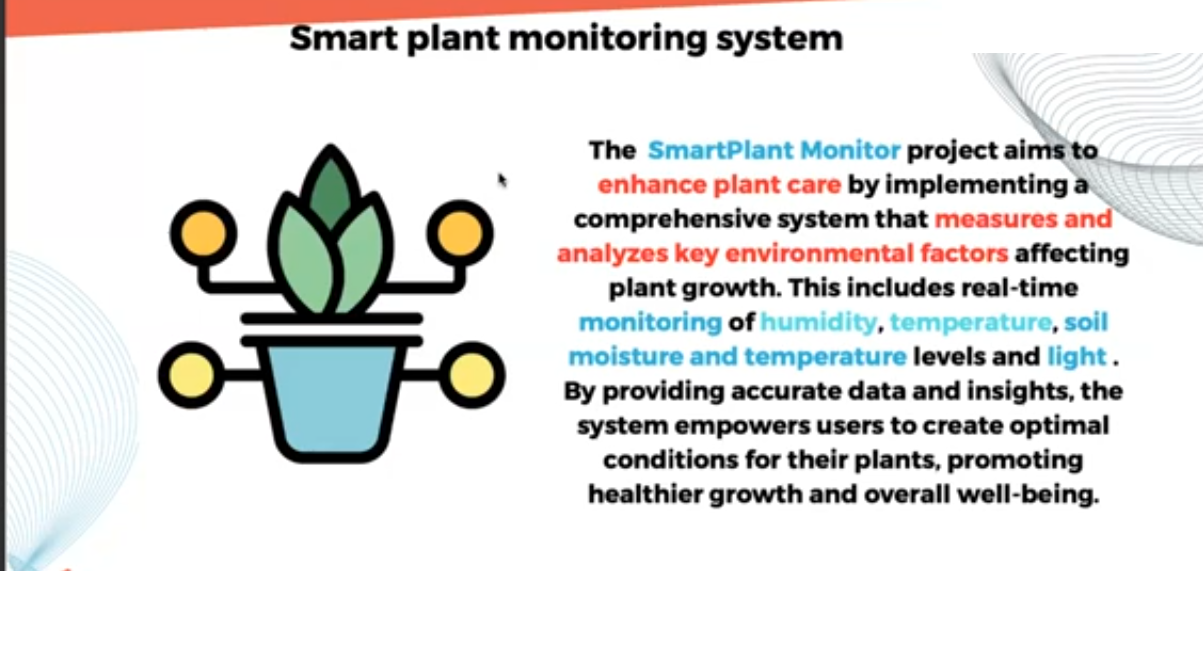 Smart plant monitoring system
The SmartPlant Monitor project aims to
enhance plant care by implementing a
comprehensive system that measures and
analyzes key environmental factors affecting
plant growth. This includes real-time
monitoring of humidity, temperature, soil
moisture and temperature levels and light .
By providing accurate data and insights, the
system empowers users to create optimal
conditions for their plants, promoting
healthier growth and overall well-being.